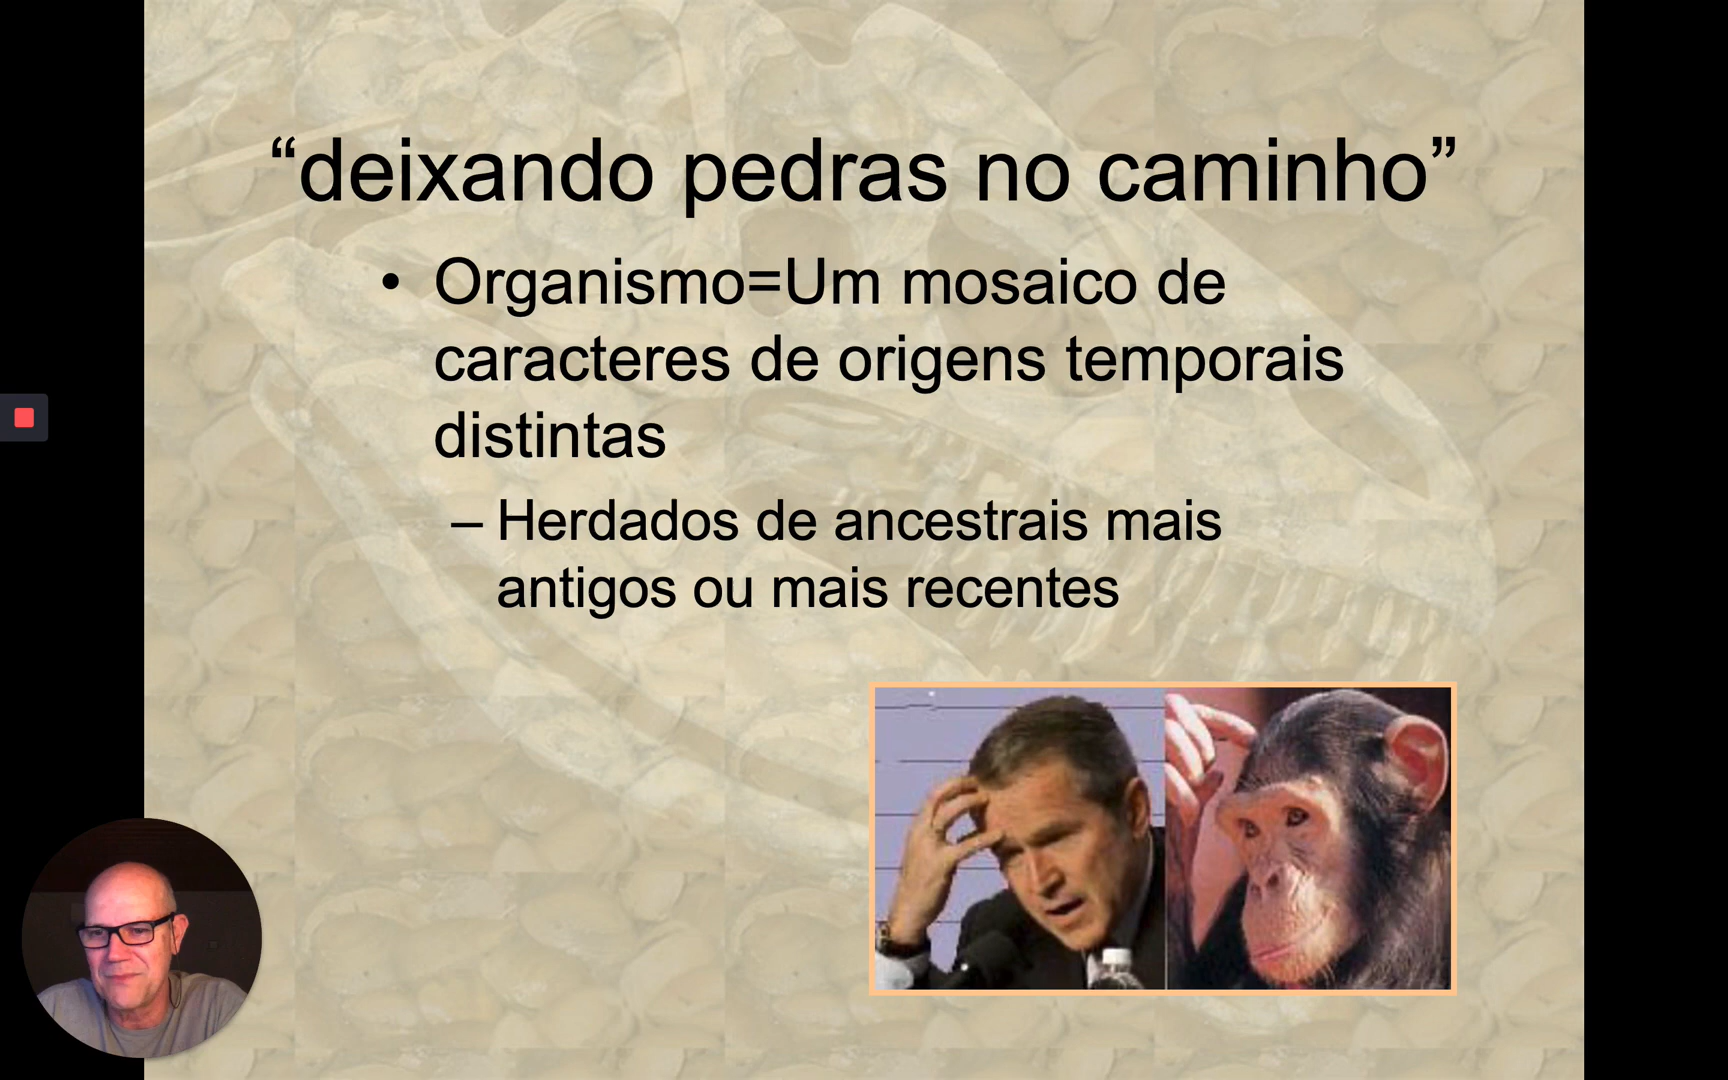 “deixando pedras no caminho”
• Organismo=Um mosaico de
caracteres de origens temporais
distintas
– Herdados de ancestrais mais
antigos ou mais recentes